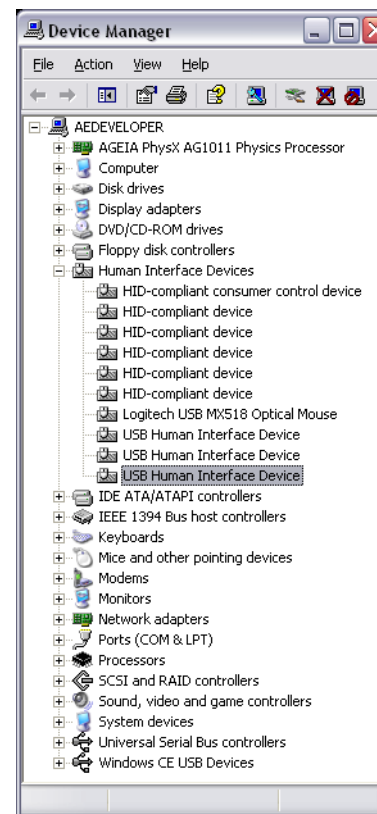 Device Manager
File Action View Help
AEDEVELOPER
AGEIA PhysX AG1011 Physics Processor
Computer
Disk drives
Display adapters
DVD/CD-ROM drives
Floppy disk controllers
Human Interface Devices
HID-compliant consumer control device
HID-compliant device
HID-compliant device
HID-compliant device
HID-compliant device
HID-compliant device
Logitech USB MX518 Optical Mouse
USB Human Interface Device
USB Human Interface Device
USB Human Interface Device
IDE ATA/ATAPI controllers
IEEE 1394 Bus host controllers
Keyboards
Mice and other pointing devices
Modems
Monitors
Network adapters
Ports (COM & LPT)
Processors
SCSI and RAID controllers
Sound, video and game controllers
System devices
Universal Serial Bus controllers
Windows CE USB Devices